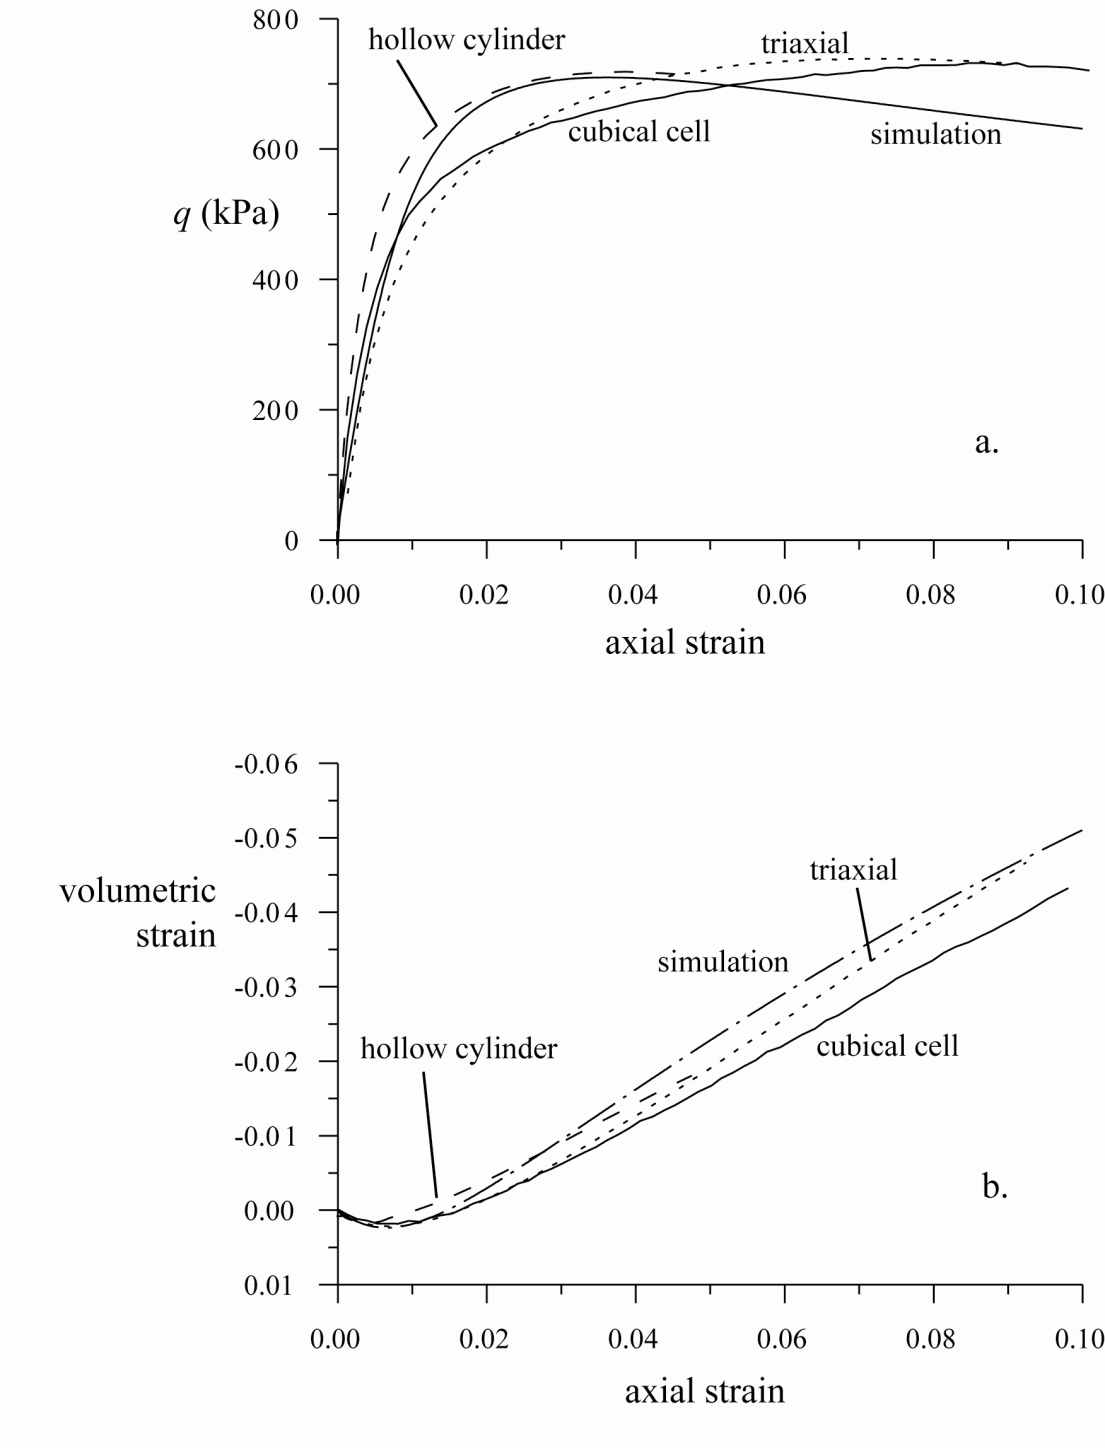 800
hollow cylinder
triaxial
600
cubical cell
simulation
q (kPa)
400
200
a.
0
0.00 0.02 0.04 0.06 0.08 0.10
axial strain
-0.06
-0.05
triaxial
volumetric
strain
-0.04
simulation
-0.03
hollow cylinder
cubical cell
-0.02
-0.01
b.
0.00
0.01
0.00 0.02 0.04 0.06 0.08 0.10
axial strain